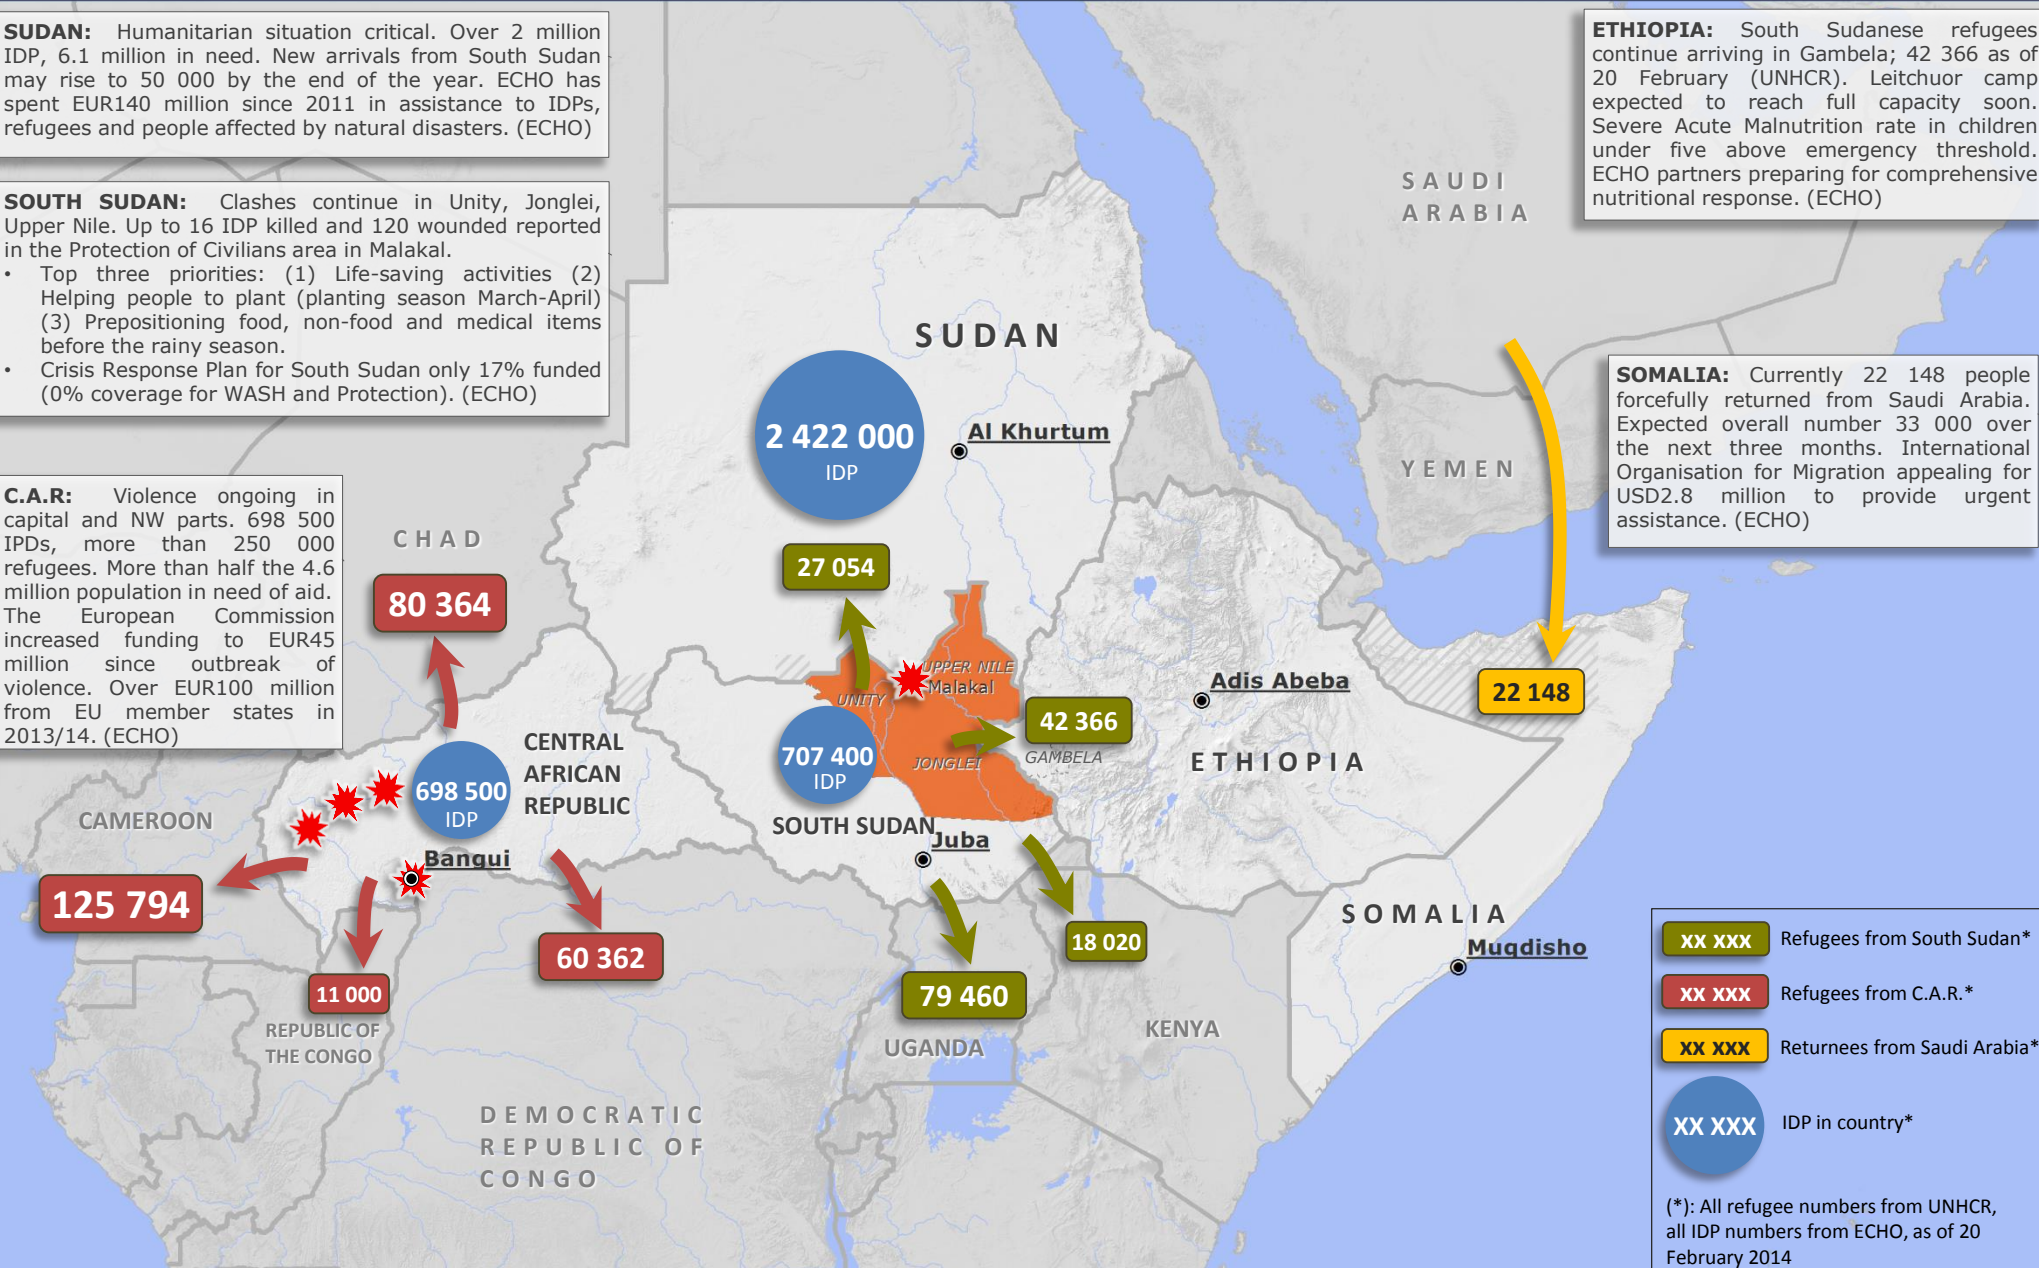 SUDAN: Humanitarian situation critical. Over 2 million
IDP, 6.1 million in need. New arrivals from South Sudan
may rise to 50 000 by the end of the year. ECHO has
spent EUR140 million since 2011 in assistance to IDPs,
refugees and people affected by natural disasters. (ECHO)
SOUTH SUDAN: Clashes continue in Unity, Jonglei,
Upper Nile. Up to 16 IDP killed and 120 wounded reported
in the Protection of Civilians area in Malakal.
• Top three priorities: (1) Life-saving activities (2)
Helping people to plant (planting season March-April)
(3) Prepositioning food, non-food and medical items
before the rainy season.
• Crisis Response Plan for South Sudan only 17% funded
(0% coverage for WASH and Protection). (ECHO)
C.A.R: Violence ongoing in
capital and NW parts. 698 500
IPDs, more than 250 000
refugees. More than half the 4.6
million population in need of aid.
The European Commission
increased funding to EUR45
million since outbreak of
violence. Over EUR100 million
from EU member states in
2013/14. (ECHO)
ETHIOPIA: South Sudanese refugees
continue arriving in Gambela; 42 366 as of
20 February (UNHCR). Leitchuor camp
expected to reach full capacity soon.
Severe Acute Malnutrition rate in children
under five above emergency threshold.
ECHO partners preparing for comprehensive
nutritional response. (ECHO)
SOMALIA: Currently 22 148 people
forcefully returned from Saudi Arabia.
Expected overall number 33 000 over
the next three months. International
Organisation for Migration appealing for
USD2.8 million to provide urgent
assistance. (ECHO)
SAUDI
ARABIA
SUDAN
2 422 000
IDP
Al Khurtum
YEMEN
CHAD
80 364
27 054
UPPER NILE
Malakal
UNITY
Adis Abeba
22 148
42 366
GAMBELA
JONGLEI
707 400
IDP
ETHIOPIA
CENTRAL
AFRICAN
REPUBLIC
698 500
IDP
CAMEROON
SOUTH SUDAN
Juba
Bangui
125 794
11 000
60 362
18 020
79 460
SOMALIA
Muqdisho
REPUBLIC OF
THE CONGO
UGANDA
KENYA
DEMOCRATIC
REPUBLIC OF
CONGO
XX XXX Refugees from South Sudan*
XX XXX Refugees from C.A.R.*
XX XXX Returnees from Saudi Arabia*
XX XXX IDP in country*
(*): All refugee numbers from UNHCR,
all IDP numbers from ECHO, as of 20
February 2014